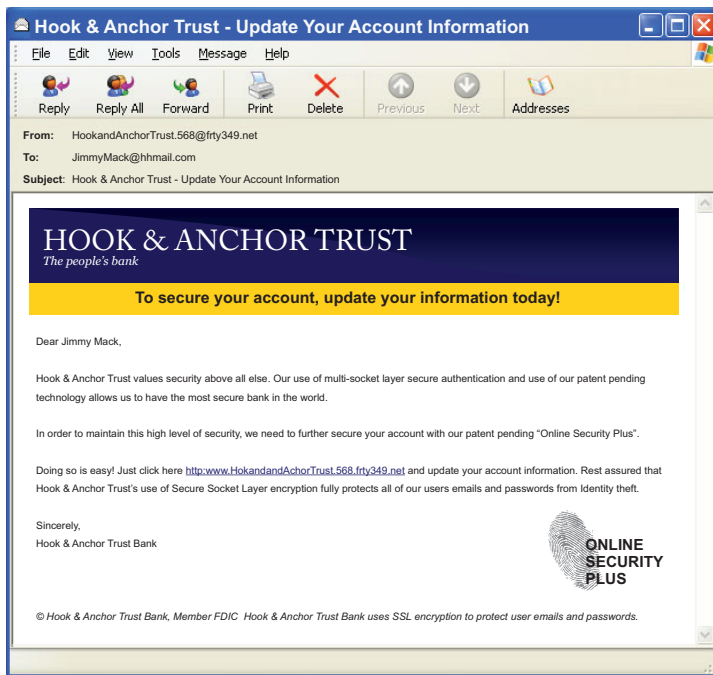 Hook & Anchor Trust - Update Your Account Information
File Edit View Tools Message Help
Reply Reply All Forward Print Delete Previous Next Addresses
From: HookandAnchorTrust.568@frty349.net
To: JimmyMack@hhmail.com
Subject: Hook & Anchor Trust - Update Your Account Information
HOOK & ANCHOR TRUST
The people's bank
To secure your account, update your information today!
Dear Jimmy Mack,
Hook & Anchor Trust values security above all else. Our use of multi-socket layer secure authentication and use of our patent pending
technology allows us to have the most secure bank in the world.
In order to maintain this high level of security, we need to further secure your account with our patent pending “Online Security Plus”.
Doing so is easy! Just click here http:www.HokandandAchorTrust.568.frty349.net and update your account information. Rest assured that
Hook & Anchor Trust's use of Secure Socket Layer encryption fully protects all of our users emails and passwords from Identity theft.
Sincerely,
Hook & Anchor Trust Bank
ONLINE
SECURITY
PLUS
© Hook & Anchor Trust Bank, Member FDIC Hook & Anchor Trust Bank uses SSL encryption to protect user emails and passwords.